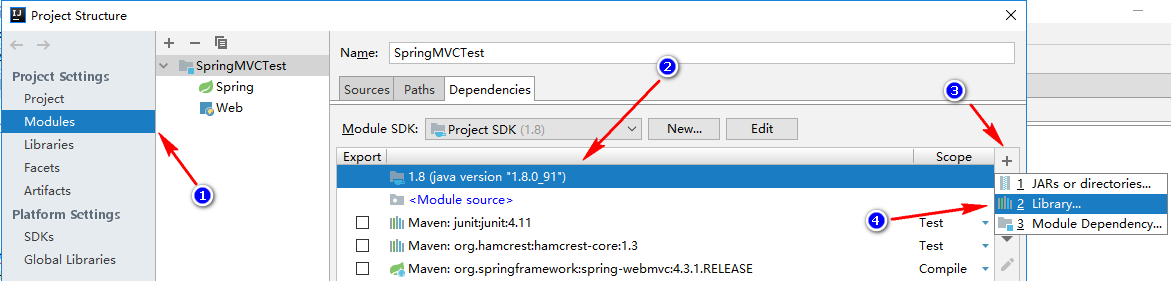 Project Structure
Project Settings
Project
Modules
Libraries
Facets
Artifacts
Platform Settings
SDKs
Global Libraries
SpringMVCTest
Spring
Web
Name: SpringMVCTest
Sources Paths Dependencies
Module SDK: Project SDK (1.8) New... Edit
Export Scope
1.8 (java version "1.8.0_91")
<Module source>
Maven: junit:junit:4.11 Test
Maven: org.hamcrest:hamcrest-core:1.3 Test
Maven: org.springframework:spring-webmvc:4.3.1.RELEASE Compile
1 JARs or directories...
2 Library...
3 Module Dependency...
1
2
3
4